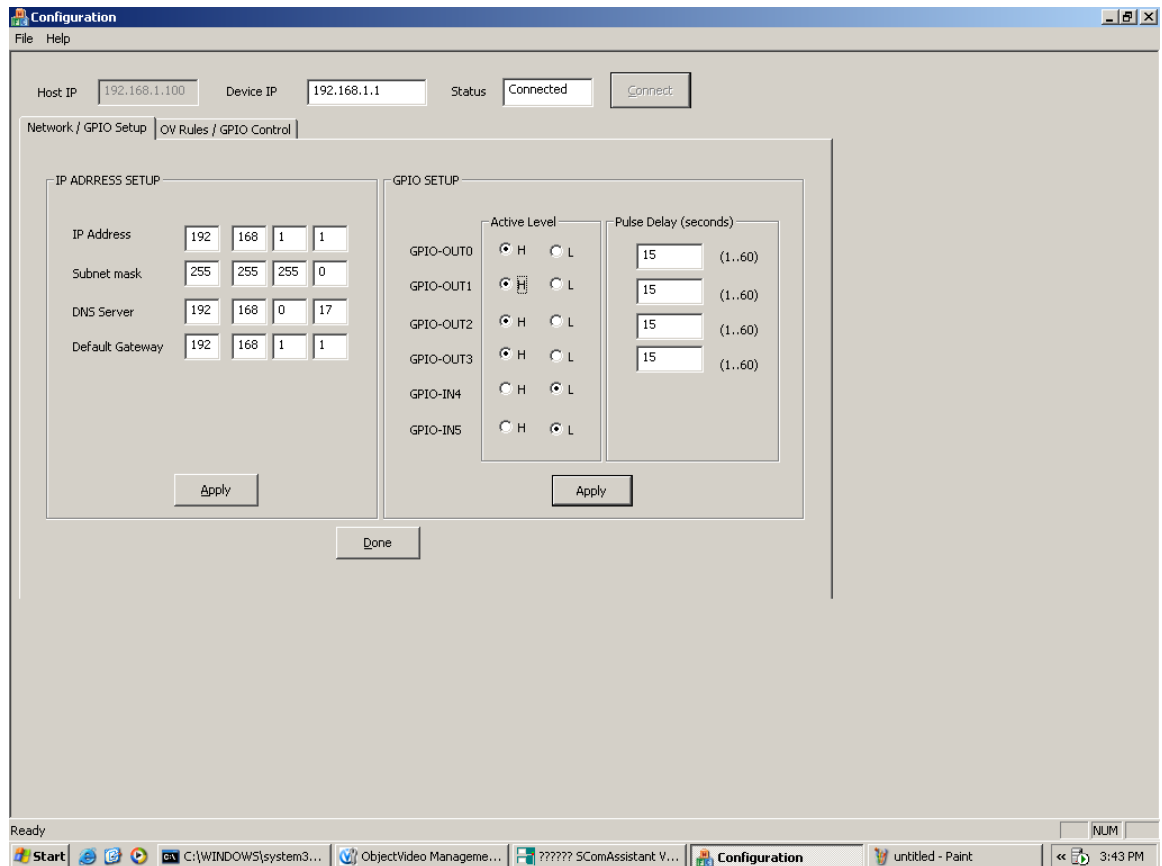 Configuration
File Help
Host IP 192.168.1.100 Device IP 192.168.1.1 Status Connected Connect
Network / GPIO Setup OV Rules / GPIO Control
IP ADRRESS SETUP
IP Address 192 168 1 1
Subnet mask 255 255 255 0
DNS Server 192 168 0 17
Default Gateway 192 168 1 1
Apply
GPIO SETUP
Active Level Pulse Delay (seconds)
GPIO-OUT0 H L 15 (1..60)
GPIO-OUT1 H L 15 (1..60)
GPIO-OUT2 H L 15 (1..60)
GPIO-OUT3 H L 15 (1..60)
GPIO-IN4 H L
GPIO-IN5 H L
Apply
Done
Ready NUM
Start C:\WINDOWS\system3... ObjectVideo Manageme... ?????? SComAssistant V... Configuration untitled - Paint « 3:43 PM